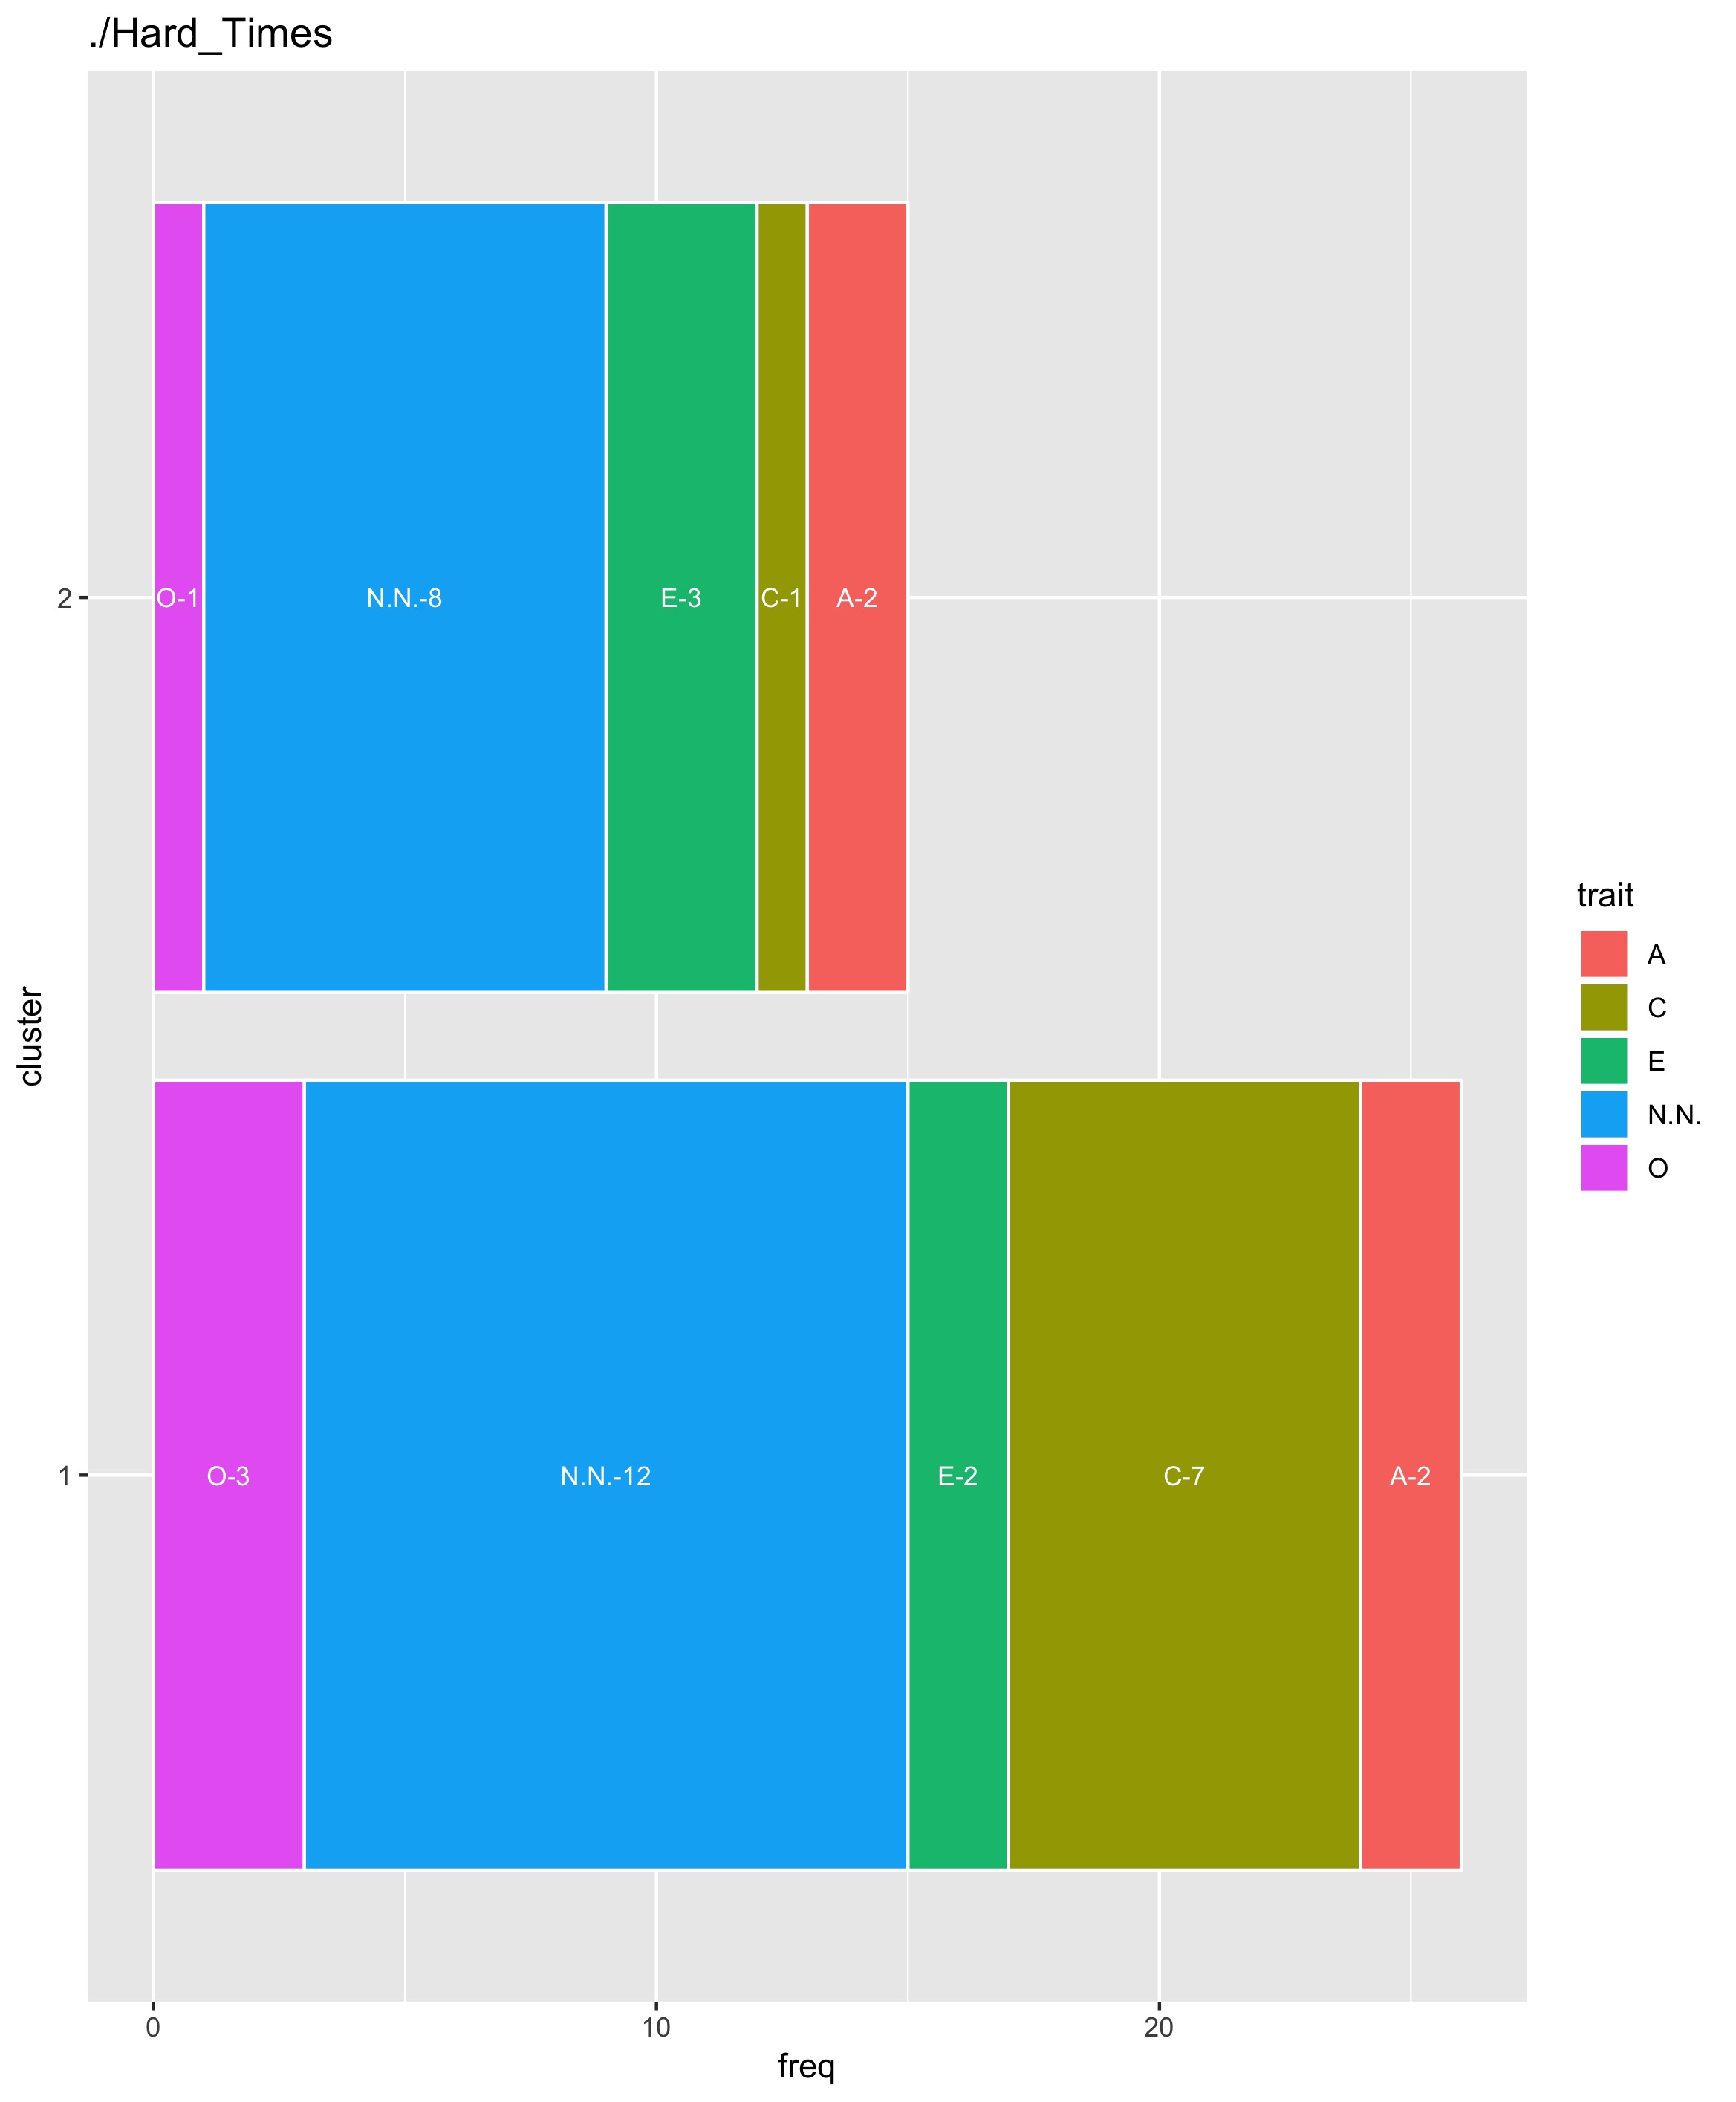 ./Hard_Times
cluster
2
O-1 N.N.-8 E-3 C-1 A-2
1
O-3 N.N.-12 E-2 C-7 A-2
0 10 20
freq
trait
A
C
E
N.N.
O